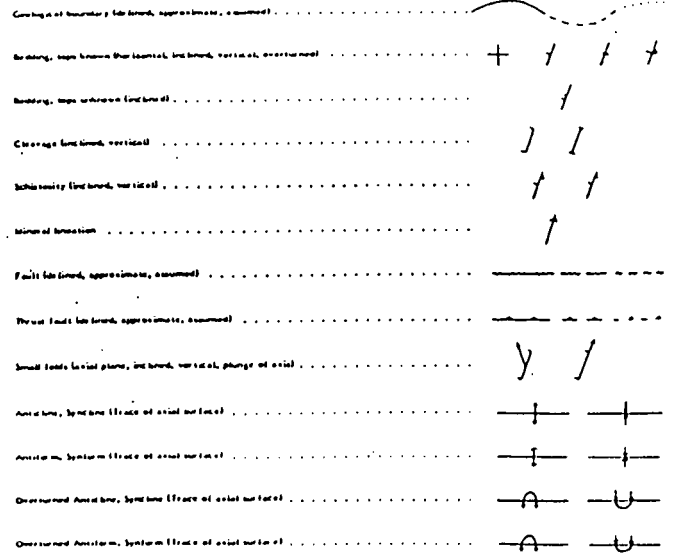 Geological boundary (defined, approximate, assumed)
Bedding, tops known (horizontal, inclined, vertical, overturned)
Bedding, tops unknown (inclined)
Cleavage (inclined, vertical)
Schistosity (inclined, vertical)
Mineral lineation
Fault (defined, approximate, assumed)
Thrust fault (defined, approximate, assumed)
Small folds (axial plane, inclined, vertical, plunge of axis)
Anticline, Syncline (Trace of axial surface)
Antiform, Synform (Trace of axial surface)
Overturned Anticline, Syncline (Trace of axial surface)
Overturned Antiform, Synform (Trace of axial surface)